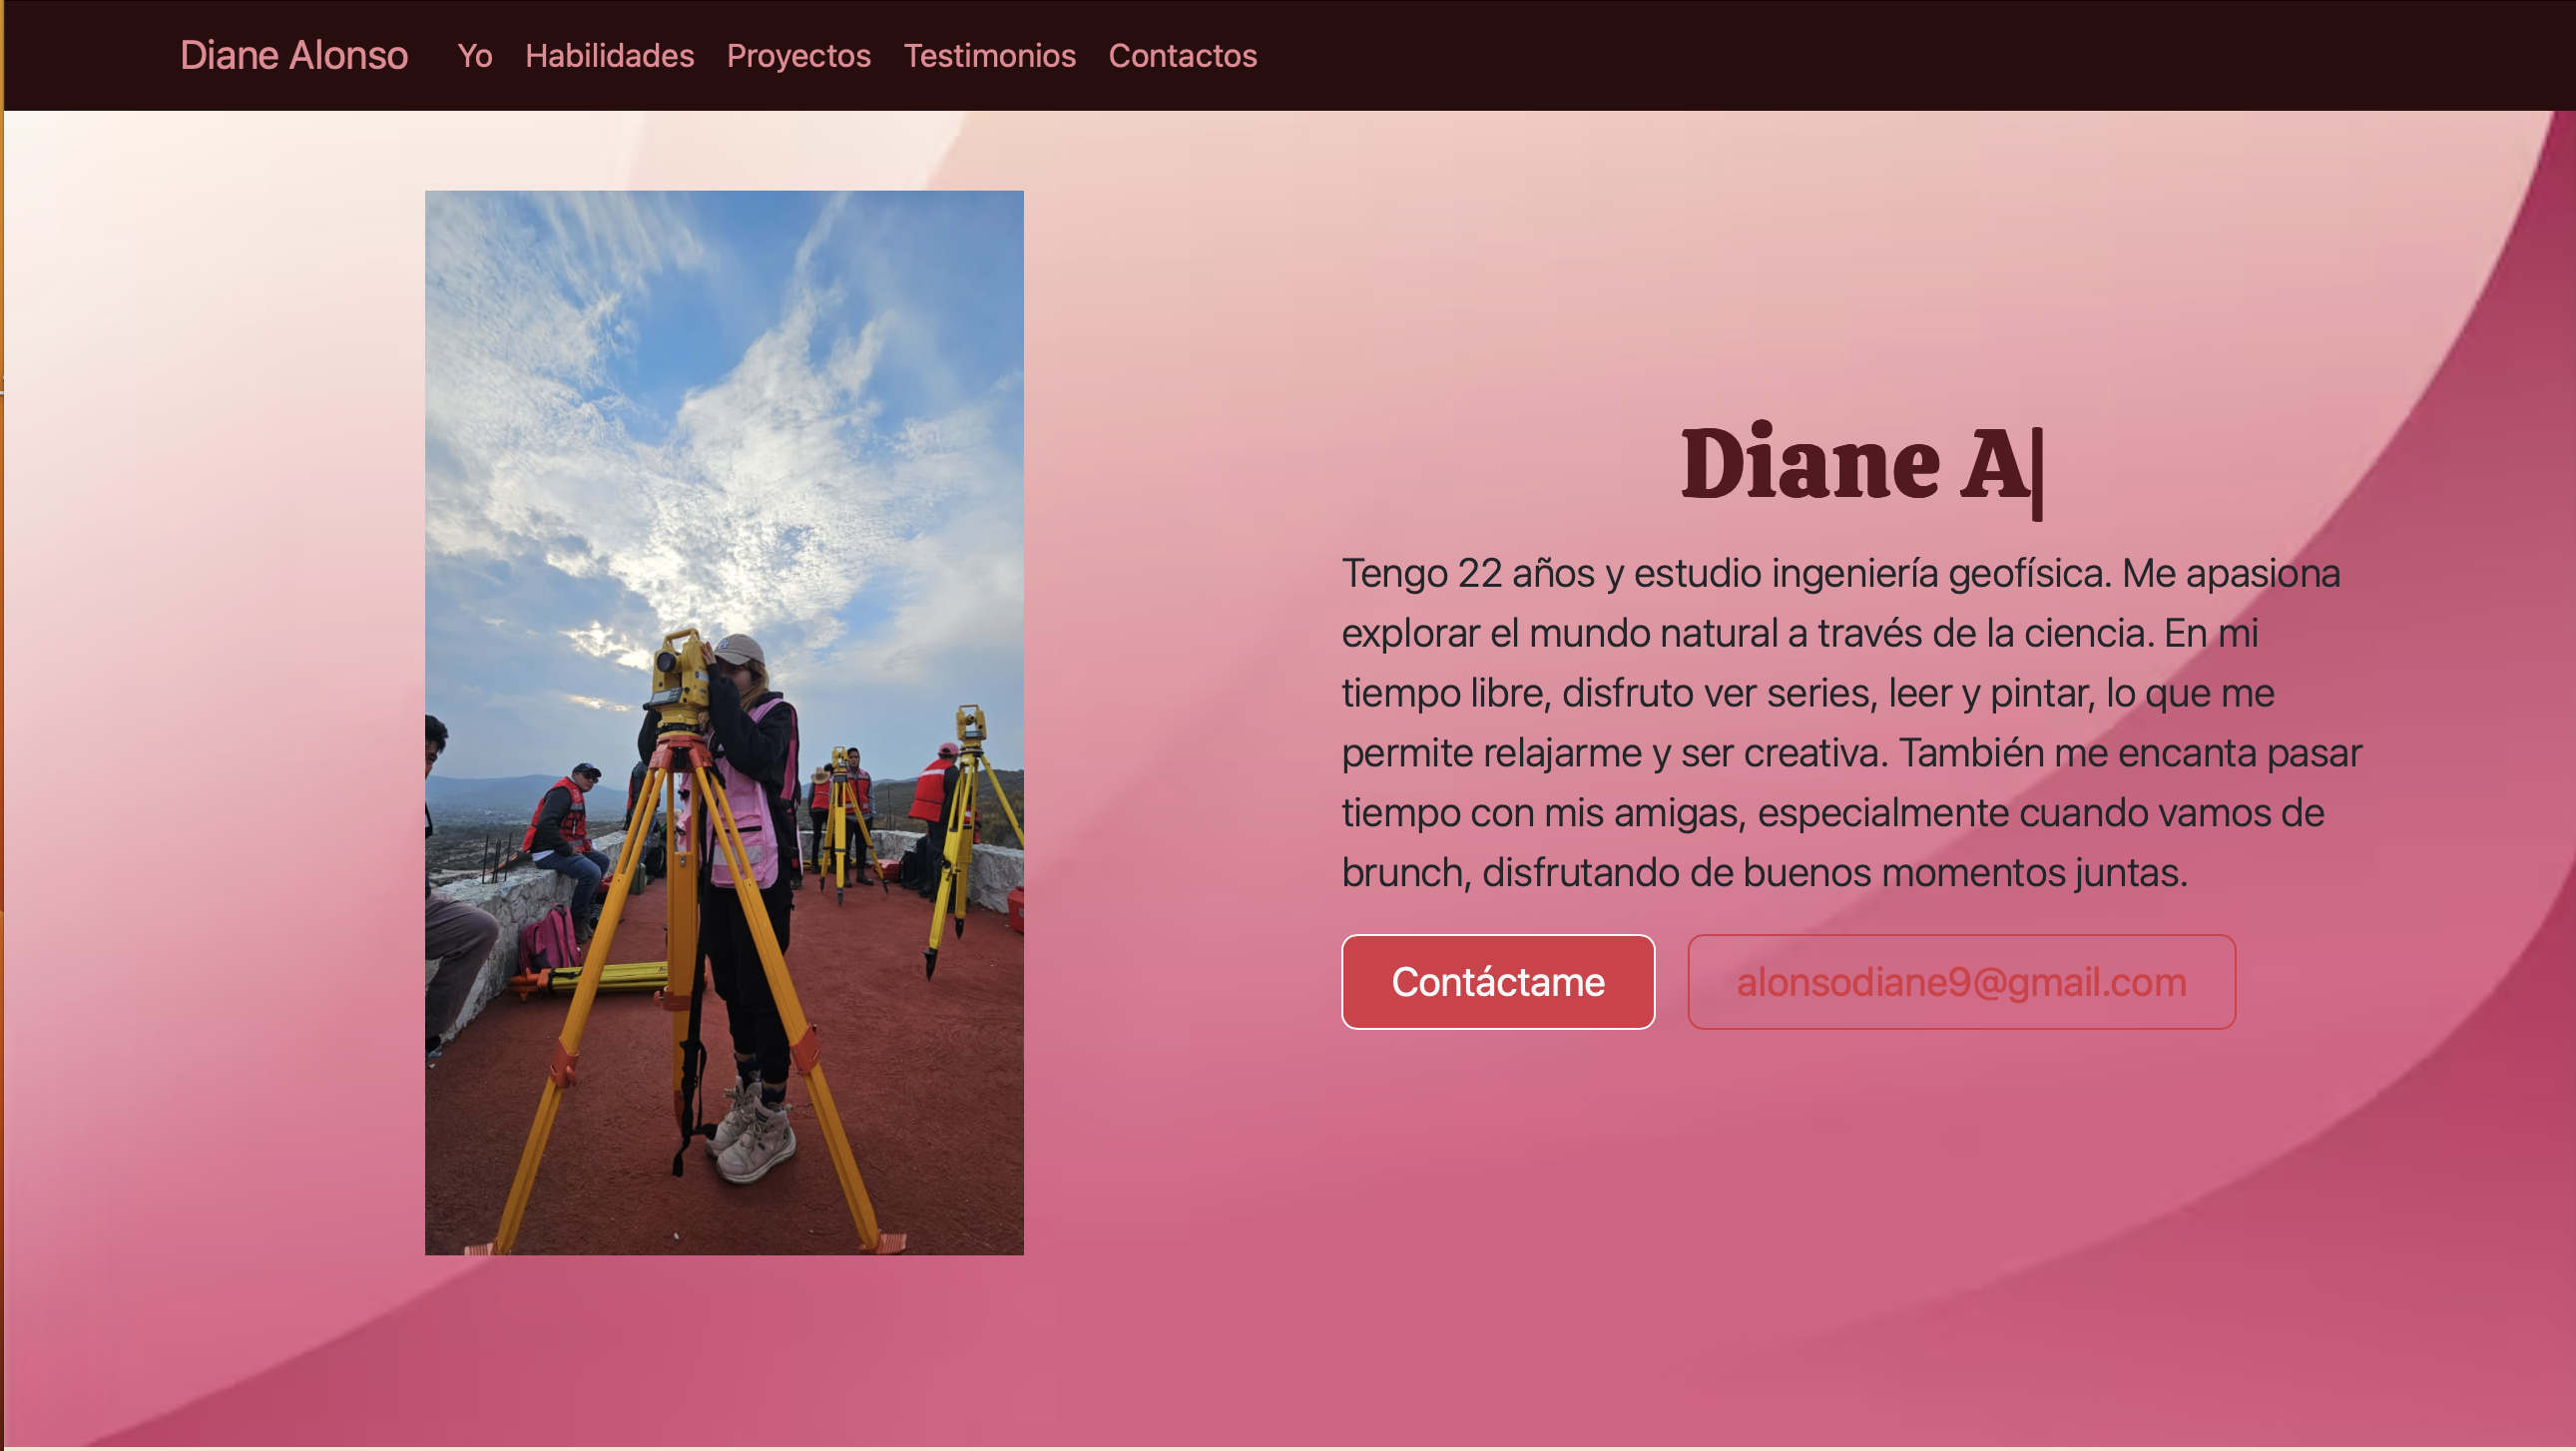 Diane Alonso Yo Habilidades Proyectos Testimonios Contactos
Diane A|
Tengo 22 años y estudio ingeniería geofísica. Me apasiona
explorar el mundo natural a través de la ciencia. En mi
tiempo libre, disfruto ver series, leer y pintar, lo que me
permite relajarme y ser creativa. También me encanta pasar
tiempo con mis amigas, especialmente cuando vamos de
brunch, disfrutando de buenos momentos juntas.
Contáctame alonsodiane9@gmail.com